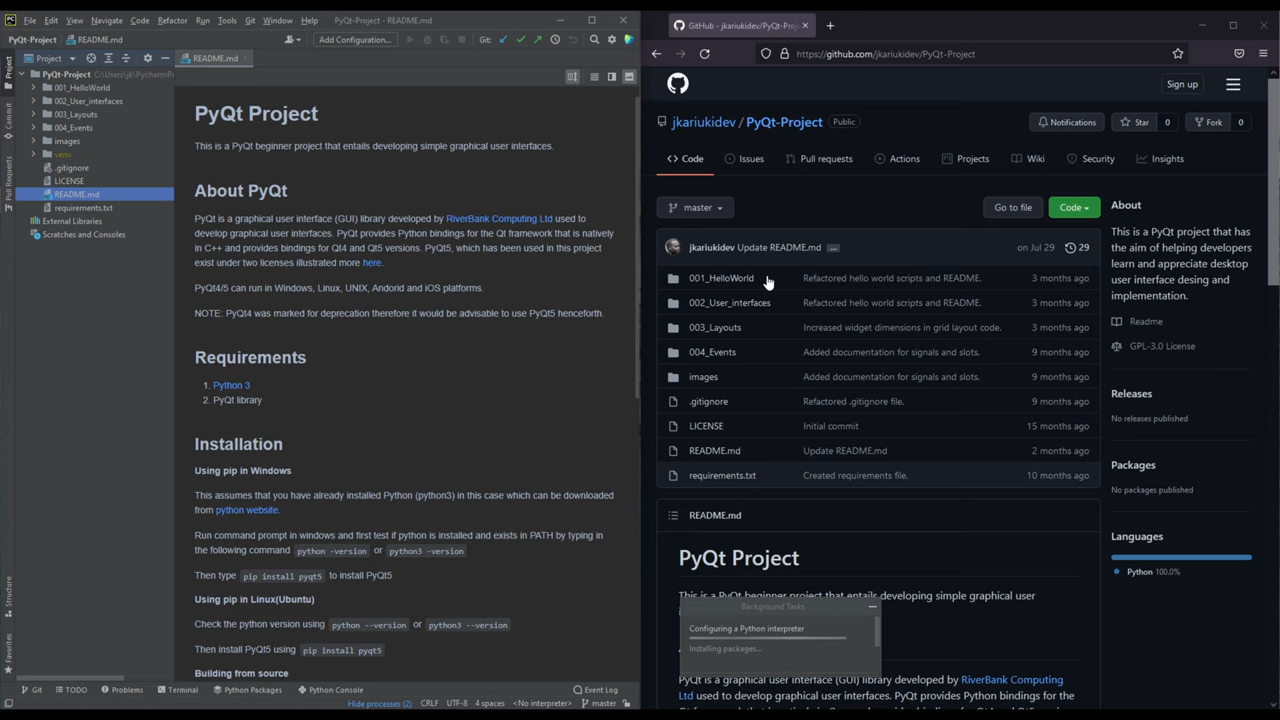 File Edit View Navigate Code Refactor Run Tools Git Window Help PyQt-Project - README.md
PyQt-Project README.md
Add Configuration...
Git:
Project
README.md
PyQt-Project C:\Users\jk\PycharmPr
001_HelloWorld
002_User_interfaces
003_Layouts
004_Events
images
venv
.gitignore
LICENSE
README.md
requirements.txt
External Libraries
Scratches and Consoles
Project
Commit
Pull Requests
Structure
Favorites
PyQt Project
This is a PyQt beginner project that entails developing simple graphical user interfaces.
About PyQt
PyQt is a graphical user interface (GUI) library developed by RiverBank Computing Ltd used to
develop graphical user interfaces. PyQt provides Python bindings for the Qt framework that is natively
in C++ and provides bindings for Qt4 and Qt5 versions. PyQt5, which has been used in this project
exist under two licenses illustrated more here.
PyQt4/5 can run in Windows, Linux, UNIX, Andorid and iOS platforms.
NOTE: PyQt4 was marked for deprecation therefore it would be advisable to use PyQt5 henceforth.
Requirements
1. Python 3
2. PyQt library
Installation
Using pip in Windows
This assumes that you have already installed Python (python3) in this case which can be downloaded
from python website.
Run command prompt in windows and first test if python is installed and exists in PATH by typing in
the following command python -version or python3 -version
Then type pip install pyqt5 to install PyQt5
Using pip in Linux(Ubuntu)
Check the python version using python --version or python3 --version
Then install PyQt5 using pip install pyqt5
Building from source
Git TODO Problems Terminal Python Packages Python Console Event Log
Hide processes (2) CRLF UTF-8 4 spaces <No interpreter> master
GitHub - jkariukidev/PyQt-Proj
https://github.com/jkariukidev/PyQt-Project
Sign up
jkariukidev / PyQt-Project Public
Notifications Star 0 Fork 0
Code Issues Pull requests Actions Projects Wiki Security Insights
master Go to file Code
jkariukidev Update README.md ... on Jul 29 29
001_HelloWorld Refactored hello world scripts and README. 3 months ago
002_User_interfaces Refactored hello world scripts and README. 3 months ago
003_Layouts Increased widget dimensions in grid layout code. 3 months ago
004_Events Added documentation for signals and slots. 9 months ago
images Added documentation for signals and slots. 9 months ago
.gitignore Refactored .gitignore file. 9 months ago
LICENSE Initial commit 15 months ago
README.md Update README.md 2 months ago
requirements.txt Created requirements file. 10 months ago
README.md
PyQt Project
This is a PyQt beginner project that entails developing simple graphical user
Background Tasks
Configuring a Python interpreter
Installing packages...
is a graphical user interface (GUI) library developed by RiverBank Computing
Ltd used to develop graphical user interfaces. PyQt provides Python bindings for the
About
This is a PyQt project that has
the aim of helping developers
learn and appreciate desktop
user interface desing and
implementation.
Readme
GPL-3.0 License
Releases
No releases published
Packages
No packages published
Languages
Python 100.0%